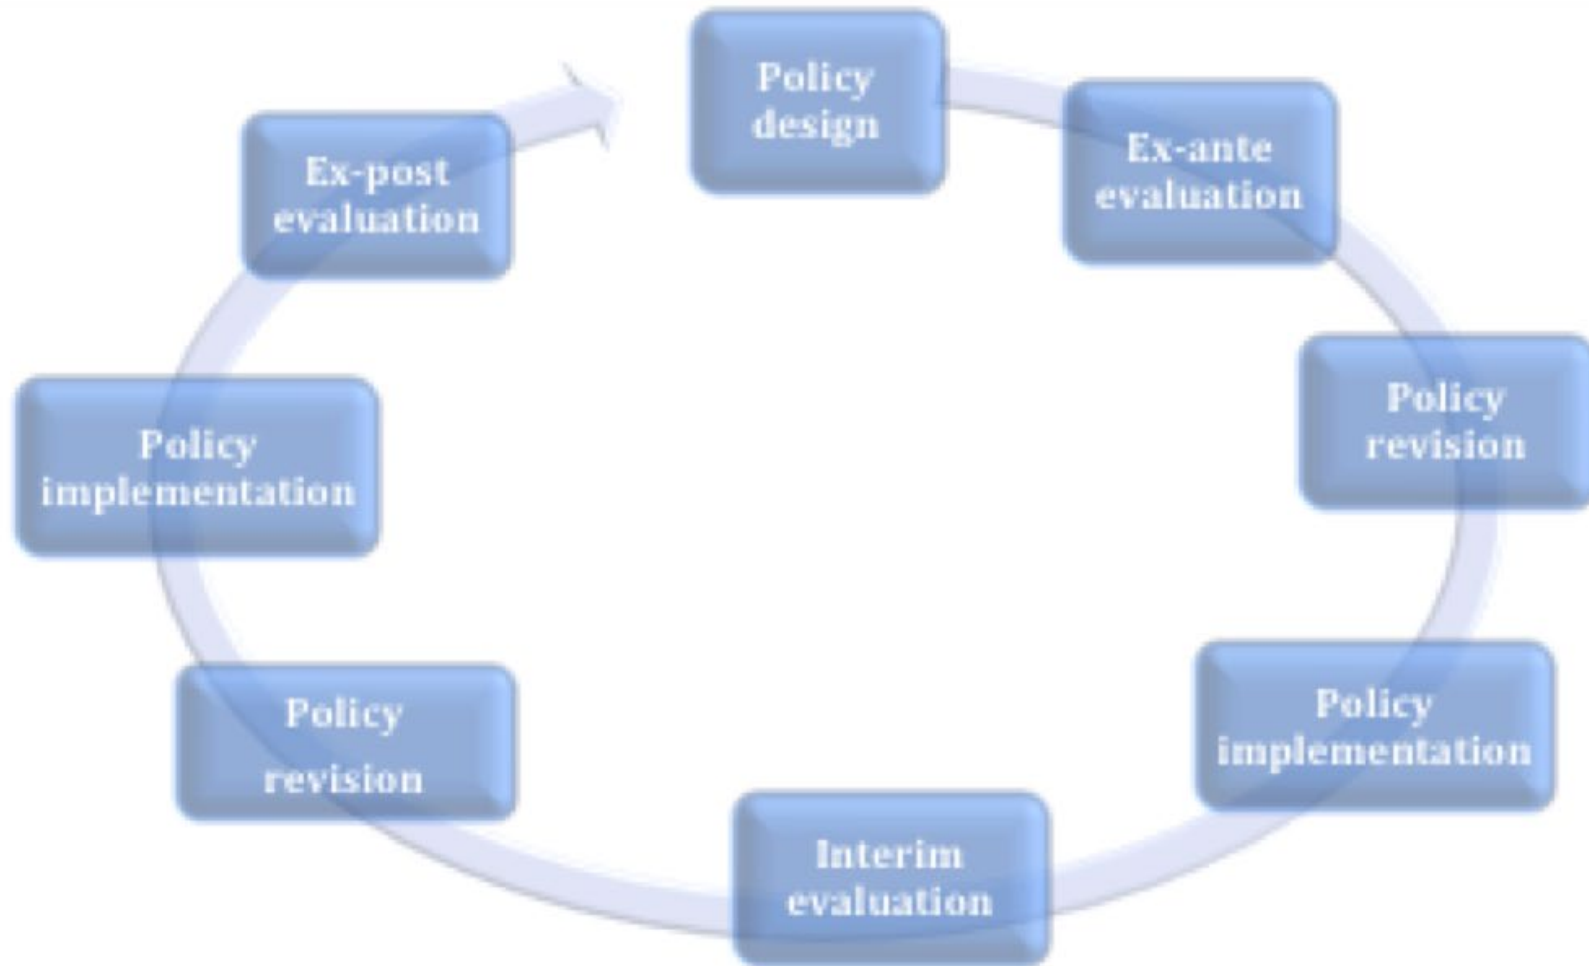 Policy
design
Ex-ante
evaluation
Policy
revision
Policy
implementation
Interim
evaluation
Policy
revision
Policy
implementation
Ex-post
evaluation